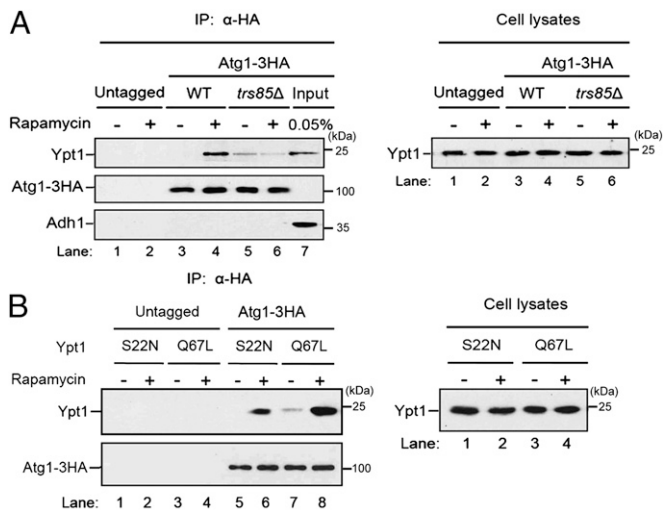 A
IP: α-HA
Atg1-3HA
Untagged WT trs85Δ Input
Rapamycin - + - + - + 0.05%
(kDa)
Ypt1 25
Atg1-3HA 100
Adh1 35
Lane: 1 2 3 4 5 6 7
Cell lysates
Atg1-3HA
Untagged WT trs85Δ
- + - + - +
(kDa)
Ypt1 25
Lane: 1 2 3 4 5 6
B
IP: α-HA
Untagged Atg1-3HA
Ypt1 S22N Q67L S22N Q67L
Rapamycin - + - + - + - +
(kDa)
Ypt1 25
Atg1-3HA 100
Lane: 1 2 3 4 5 6 7 8
Cell lysates
S22N Q67L
- + - +
(kDa)
Ypt1 25
Lane: 1 2 3 4